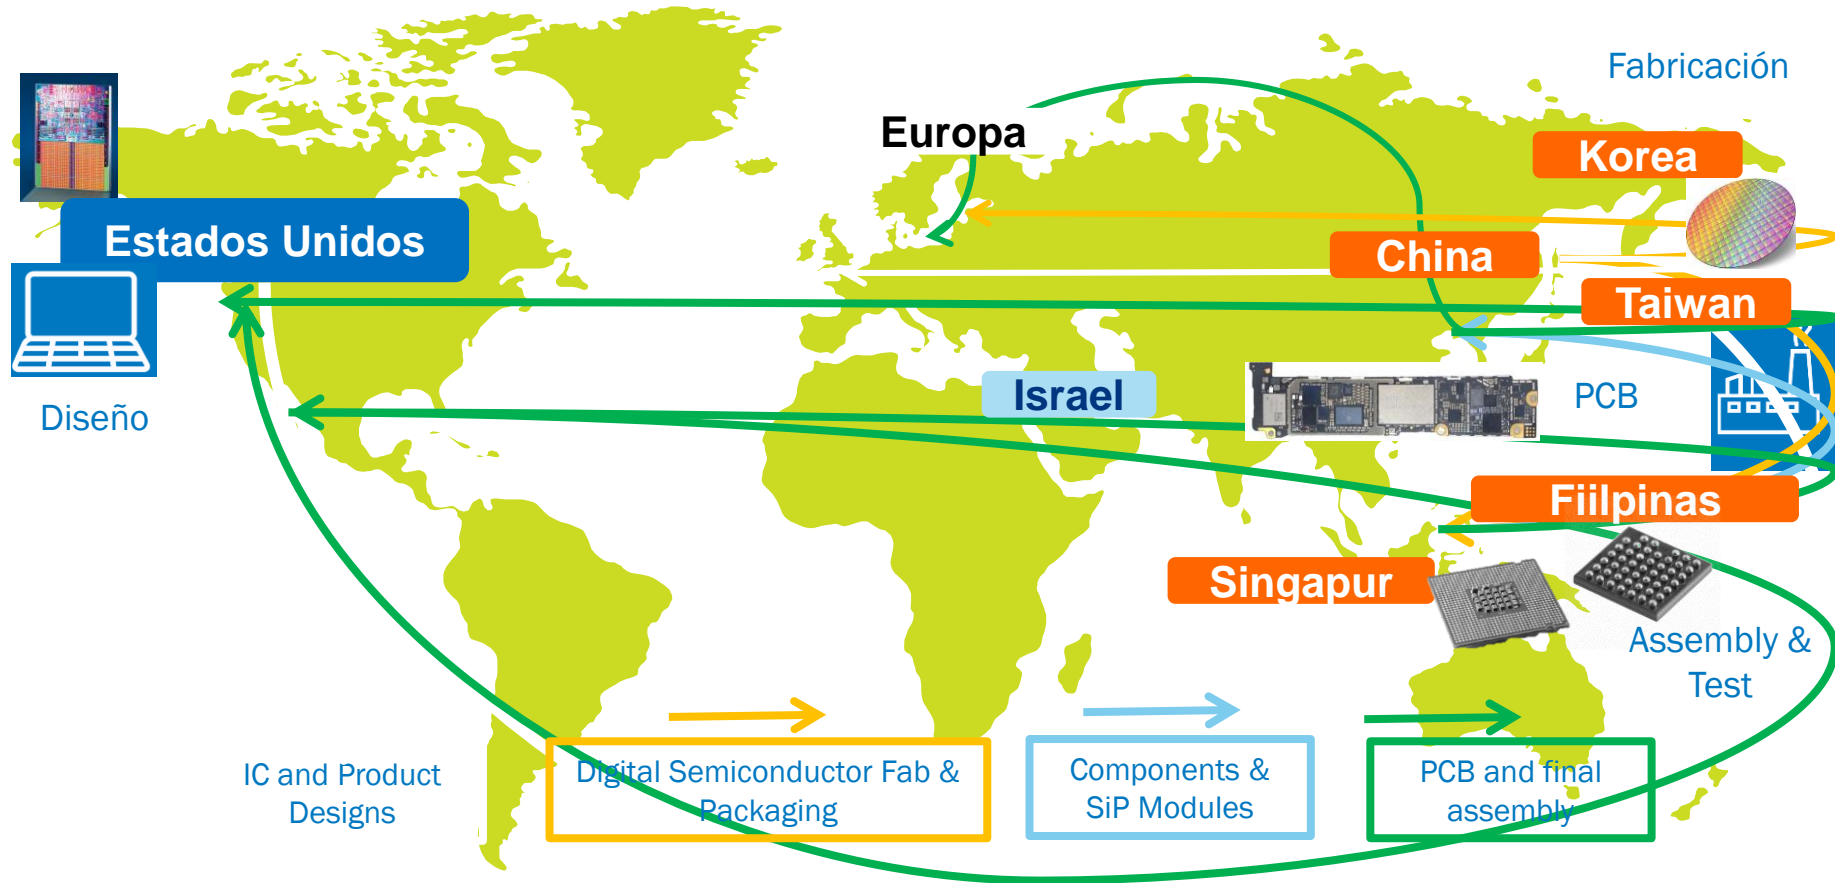 Fabricación
Europa
Korea
Estados Unidos
China
Taiwan
Israel
PCB
Diseño
Fiilpinas
Singapur
Assembly &
Test
IC and Product
Designs
Digital Semiconductor Fab &
Packaging
Components &
SiP Modules
PCB and final
assembly